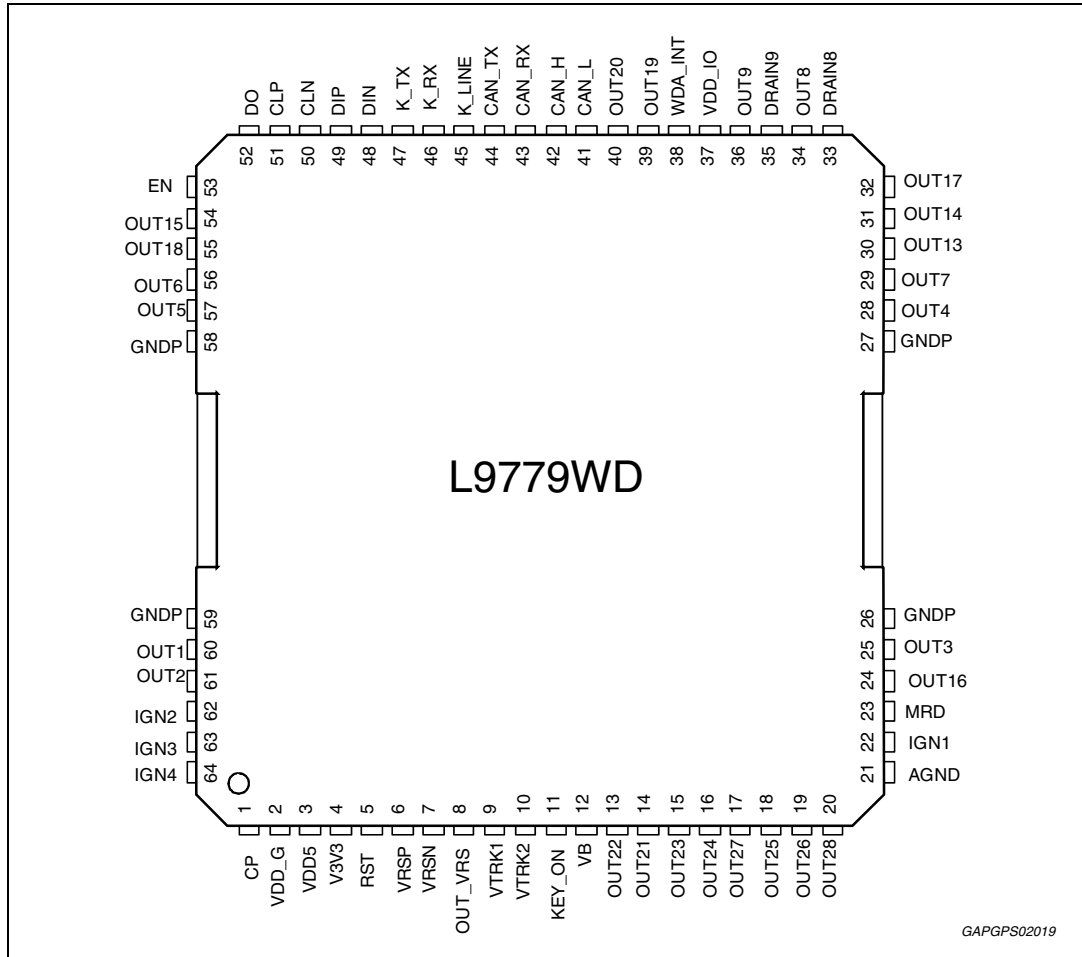 DO
CLP
CLN
DIP
DIN
K_TX
K_RX
K_LINE
CAN_TX
CAN_RX
CAN_H
CAN_L
OUT20
OUT19
WDA_INT
VDD_IO
OUT9
DRAIN9
OUT8
DRAIN8
52 51 50 49 48 47 46 45 44 43 42 41 40 39 38 37 36 35 34 33
EN 53
OUT15 54
OUT18 55
OUT6 56
OUT5 57
GNDP 58
32 OUT17
31 OUT14
30 OUT13
29 OUT7
28 OUT4
27 GNDP
L9779WD
GNDP 59
OUT1 60
OUT2 61
IGN2 62
IGN3 63
IGN4 64
26 GNDP
25 OUT3
24 OUT16
23 MRD
22 IGN1
21 AGND
1 2 3 4 5 6 7 8 9 10 11 12 13 14 15 16 17 18 19 20
CP
VDD_G
VDD5
V3V3
RST
VRSP
VRSN
OUT_VRS
VTRK1
VTRK2
KEY_ON
VB
OUT22
OUT21
OUT23
OUT24
OUT27
OUT25
OUT26
OUT28
GAPGPS02019